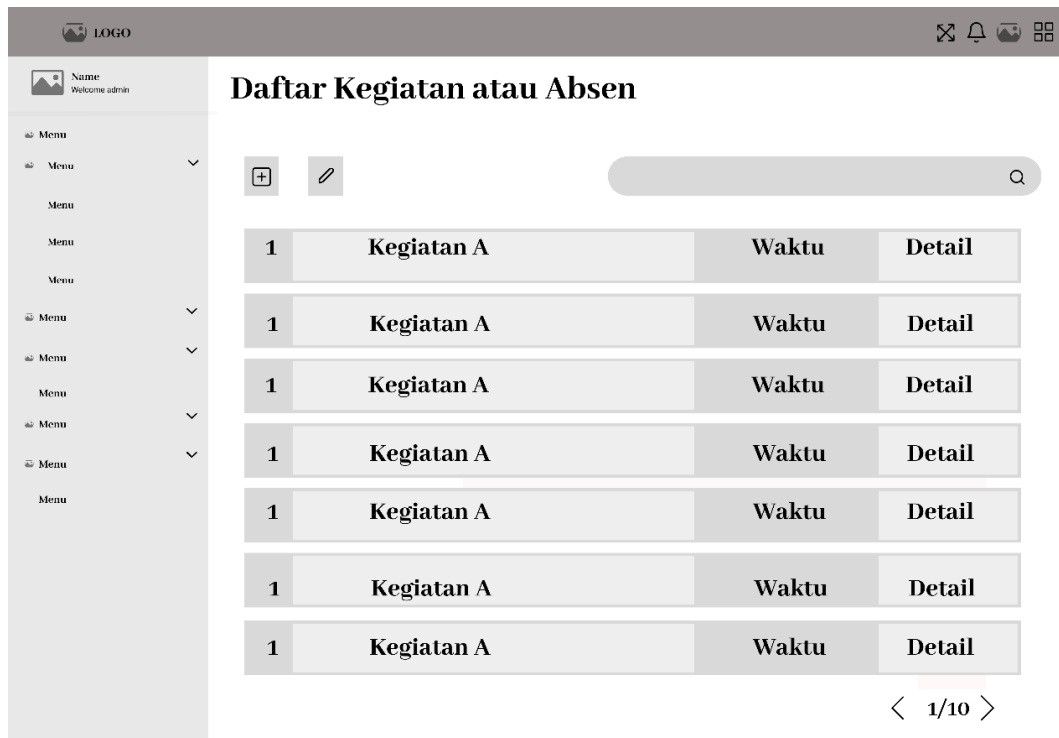 LOGO
Name
Welcome admin
Daftar Kegiatan atau Absen
Menu
Menu
Menu
Menu
Menu
Menu
Menu
Menu
Menu
Menu
Menu
1 Kegiatan A Waktu Detail
1 Kegiatan A Waktu Detail
1 Kegiatan A Waktu Detail
1 Kegiatan A Waktu Detail
1 Kegiatan A Waktu Detail
1 Kegiatan A Waktu Detail
1 Kegiatan A Waktu Detail
1/10